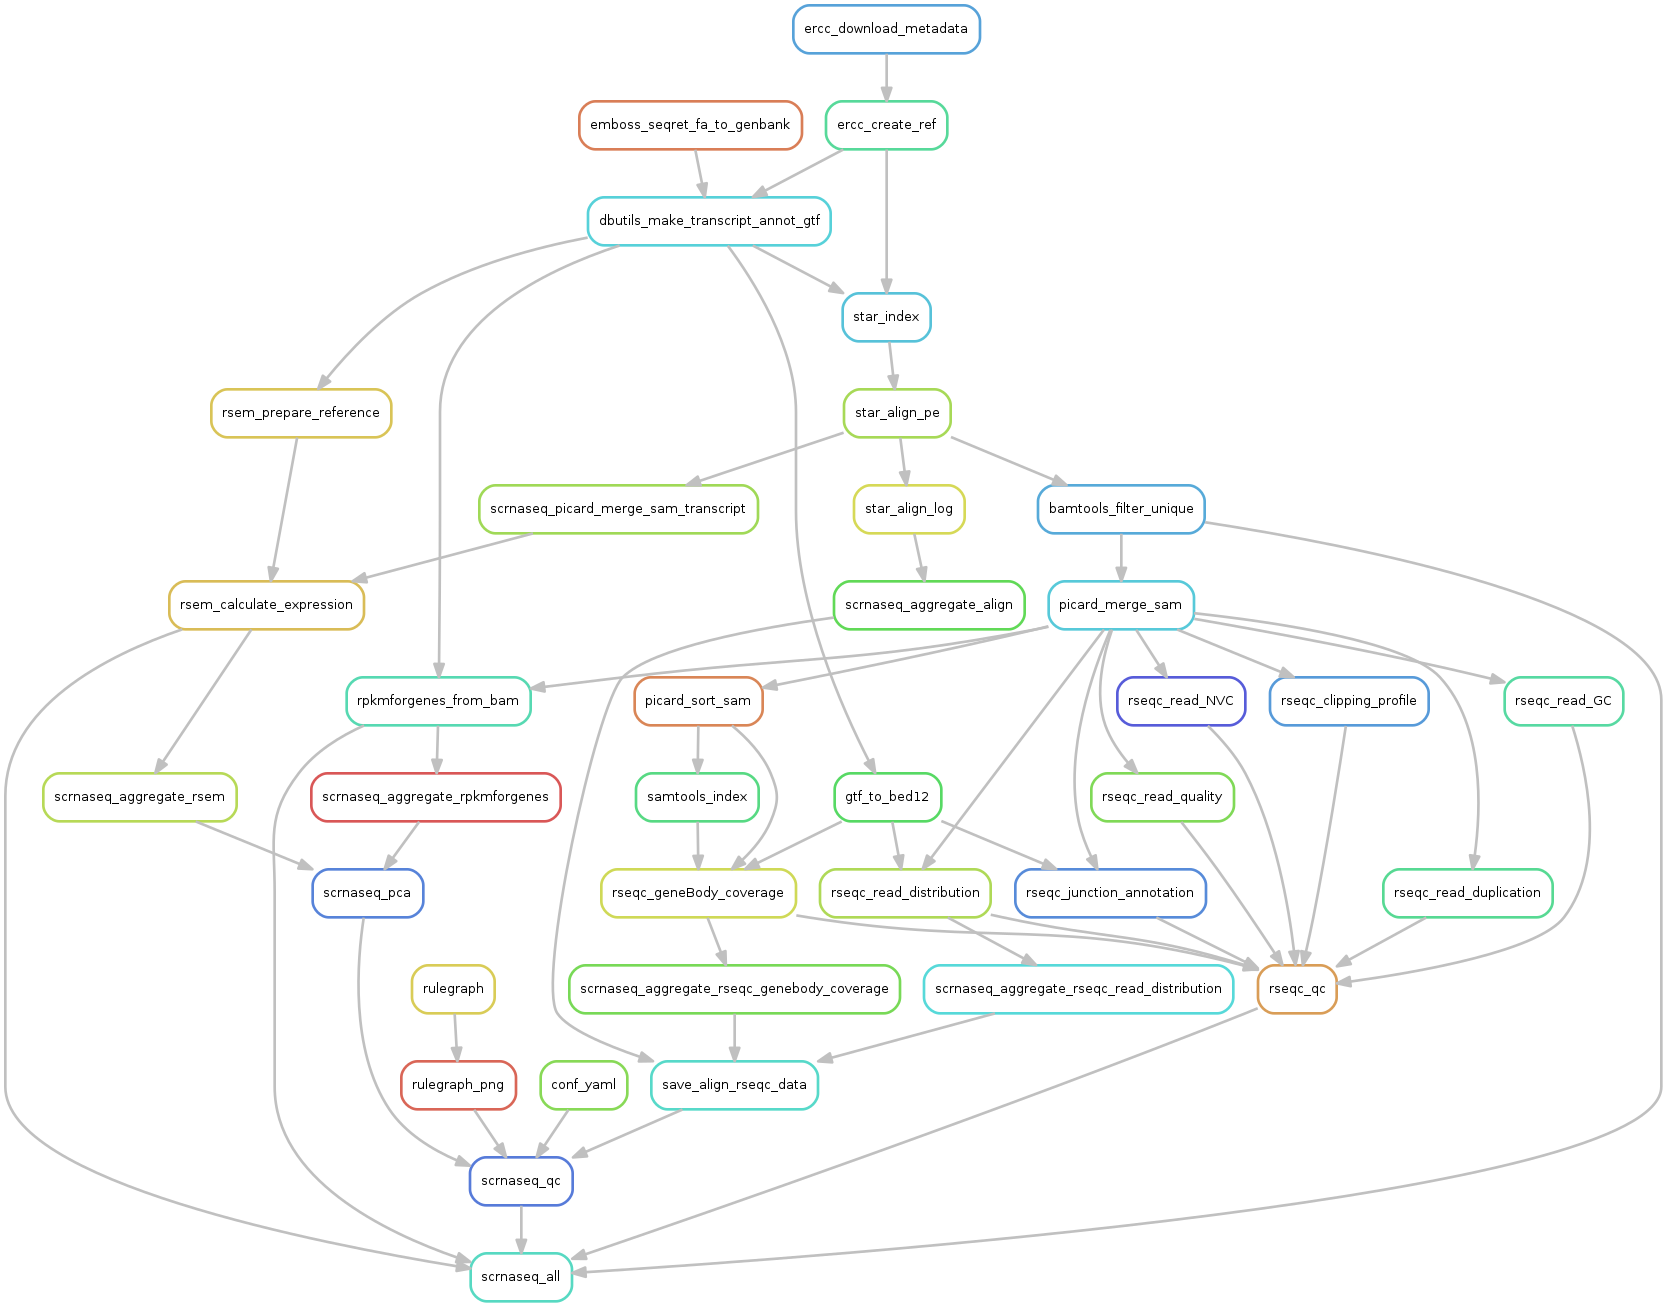 ercc_download_metadata
emboss_seqret_fa_to_genbank
ercc_create_ref
dbutils_make_transcript_annot_gtf
star_index
rsem_prepare_reference
star_align_pe
scrnaseq_picard_merge_sam_transcript
star_align_log
bamtools_filter_unique
rsem_calculate_expression
scrnaseq_aggregate_align
picard_merge_sam
rpkmforgenes_from_bam
picard_sort_sam
rseqc_read_NVC
rseqc_clipping_profile
rseqc_read_GC
scrnaseq_aggregate_rsem
scrnaseq_aggregate_rpkmforgenes
samtools_index
gtf_to_bed12
rseqc_read_quality
scrnaseq_pca
rseqc_geneBody_coverage
rseqc_read_distribution
rseqc_junction_annotation
rseqc_read_duplication
rulegraph
scrnaseq_aggregate_rseqc_genebody_coverage
scrnaseq_aggregate_rseqc_read_distribution
rseqc_qc
rulegraph_png
conf_yaml
save_align_rseqc_data
scrnaseq_qc
scrnaseq_all